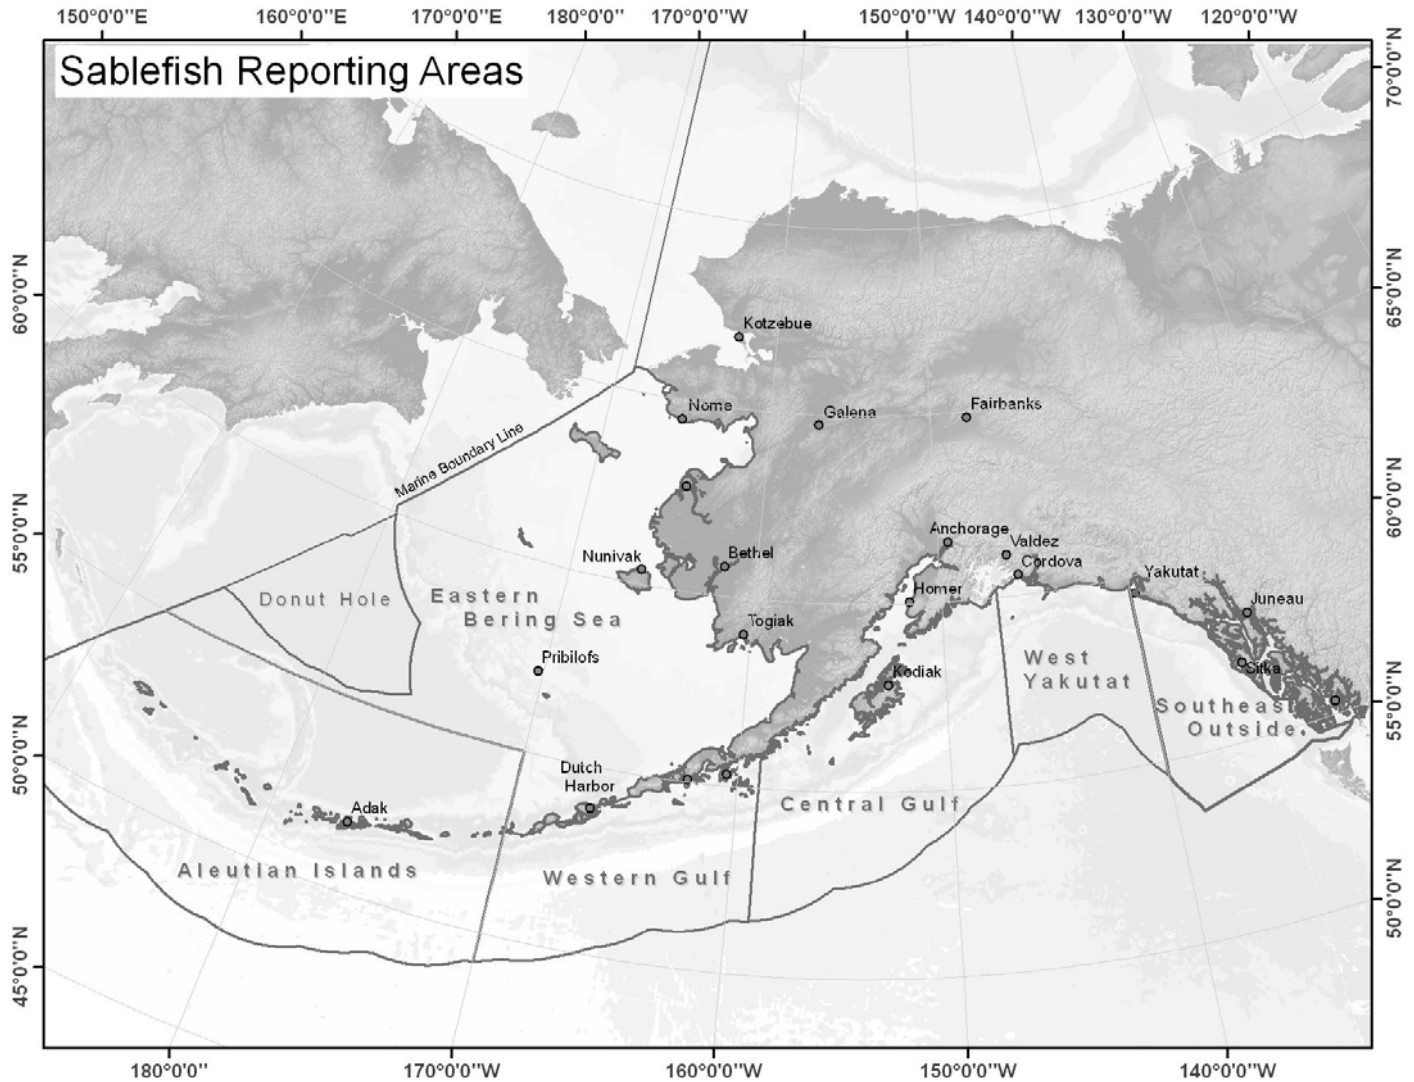 150°0'0"E 160°0'0"E 170°0'0"E 180°0'0" 170°0'0"W 150°0'0"W 140°0'0"W 130°0'0"W 120°0'0"W
Sablefish Reporting Areas
70°0'0"N
60°0'0"N
65°0'0"N
Kotzebue
Nome
Galena
Fairbanks
Marine Boundary Line
55°0'0"N
60°0'0"N
Anchorage
Valdez
Cordova
Nunivak
Bethel
Yakutat
Homer
Juneau
Donut Hole
Eastern
Bering Sea
Togiak
Pribilofs
Kodiak
West
Yakutat
Sitka
Southeast
Outside
55°0'0"N
50°0'0"N
Dutch
Harbor
Adak
Central Gulf
Aleutian Islands
Western Gulf
50°0'0"N
45°0'0"N
180°0'0" 170°0'0"W 160°0'0"W 150°0'0"W 140°0'0"W